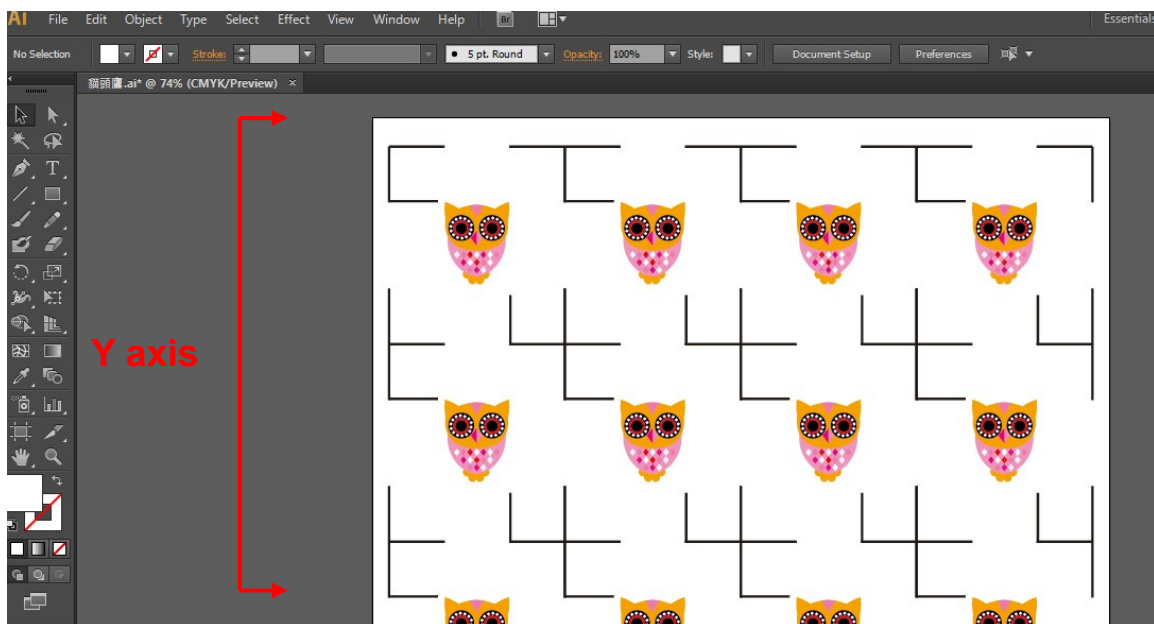 Ai File Edit Object Type Select Effect View Window Help Br Essentials
No Selection Stroke: 5 pt. Round Opacity: 100% Style: Document Setup Preferences
貓頭鷹.ai* @ 74% (CMYK/Preview) ×
T
Y axis